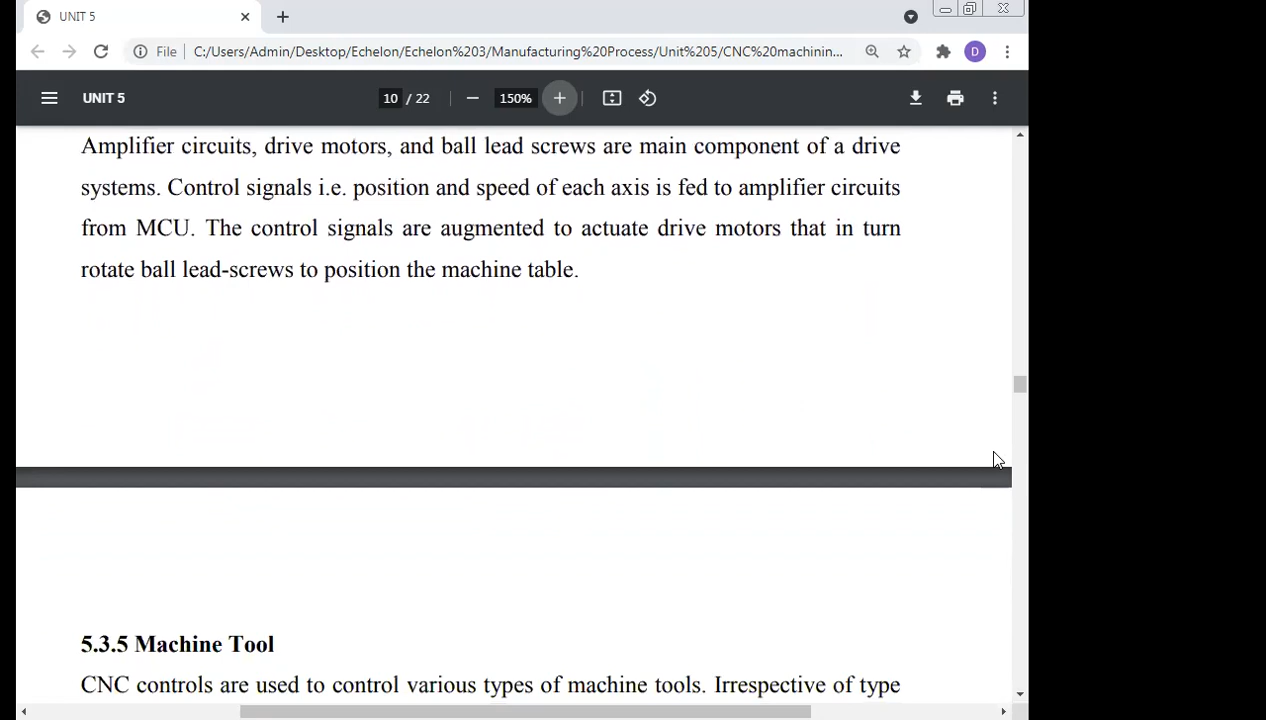 UNIT 5
File
C:/Users/Admin/Desktop/Echelon/Echelon%203/Manufacturing%20Process/Unit%205/CNC%20machinin...
D
UNIT 5
10 / 22
150%
Amplifier circuits, drive motors, and ball lead screws are main component of a drive
systems. Control signals i.e. position and speed of each axis is fed to amplifier circuits
from MCU. The control signals are augmented to actuate drive motors that in turn
rotate ball lead-screws to position the machine table.
5.3.5 Machine Tool
CNC controls are used to control various types of machine tools. Irrespective of type